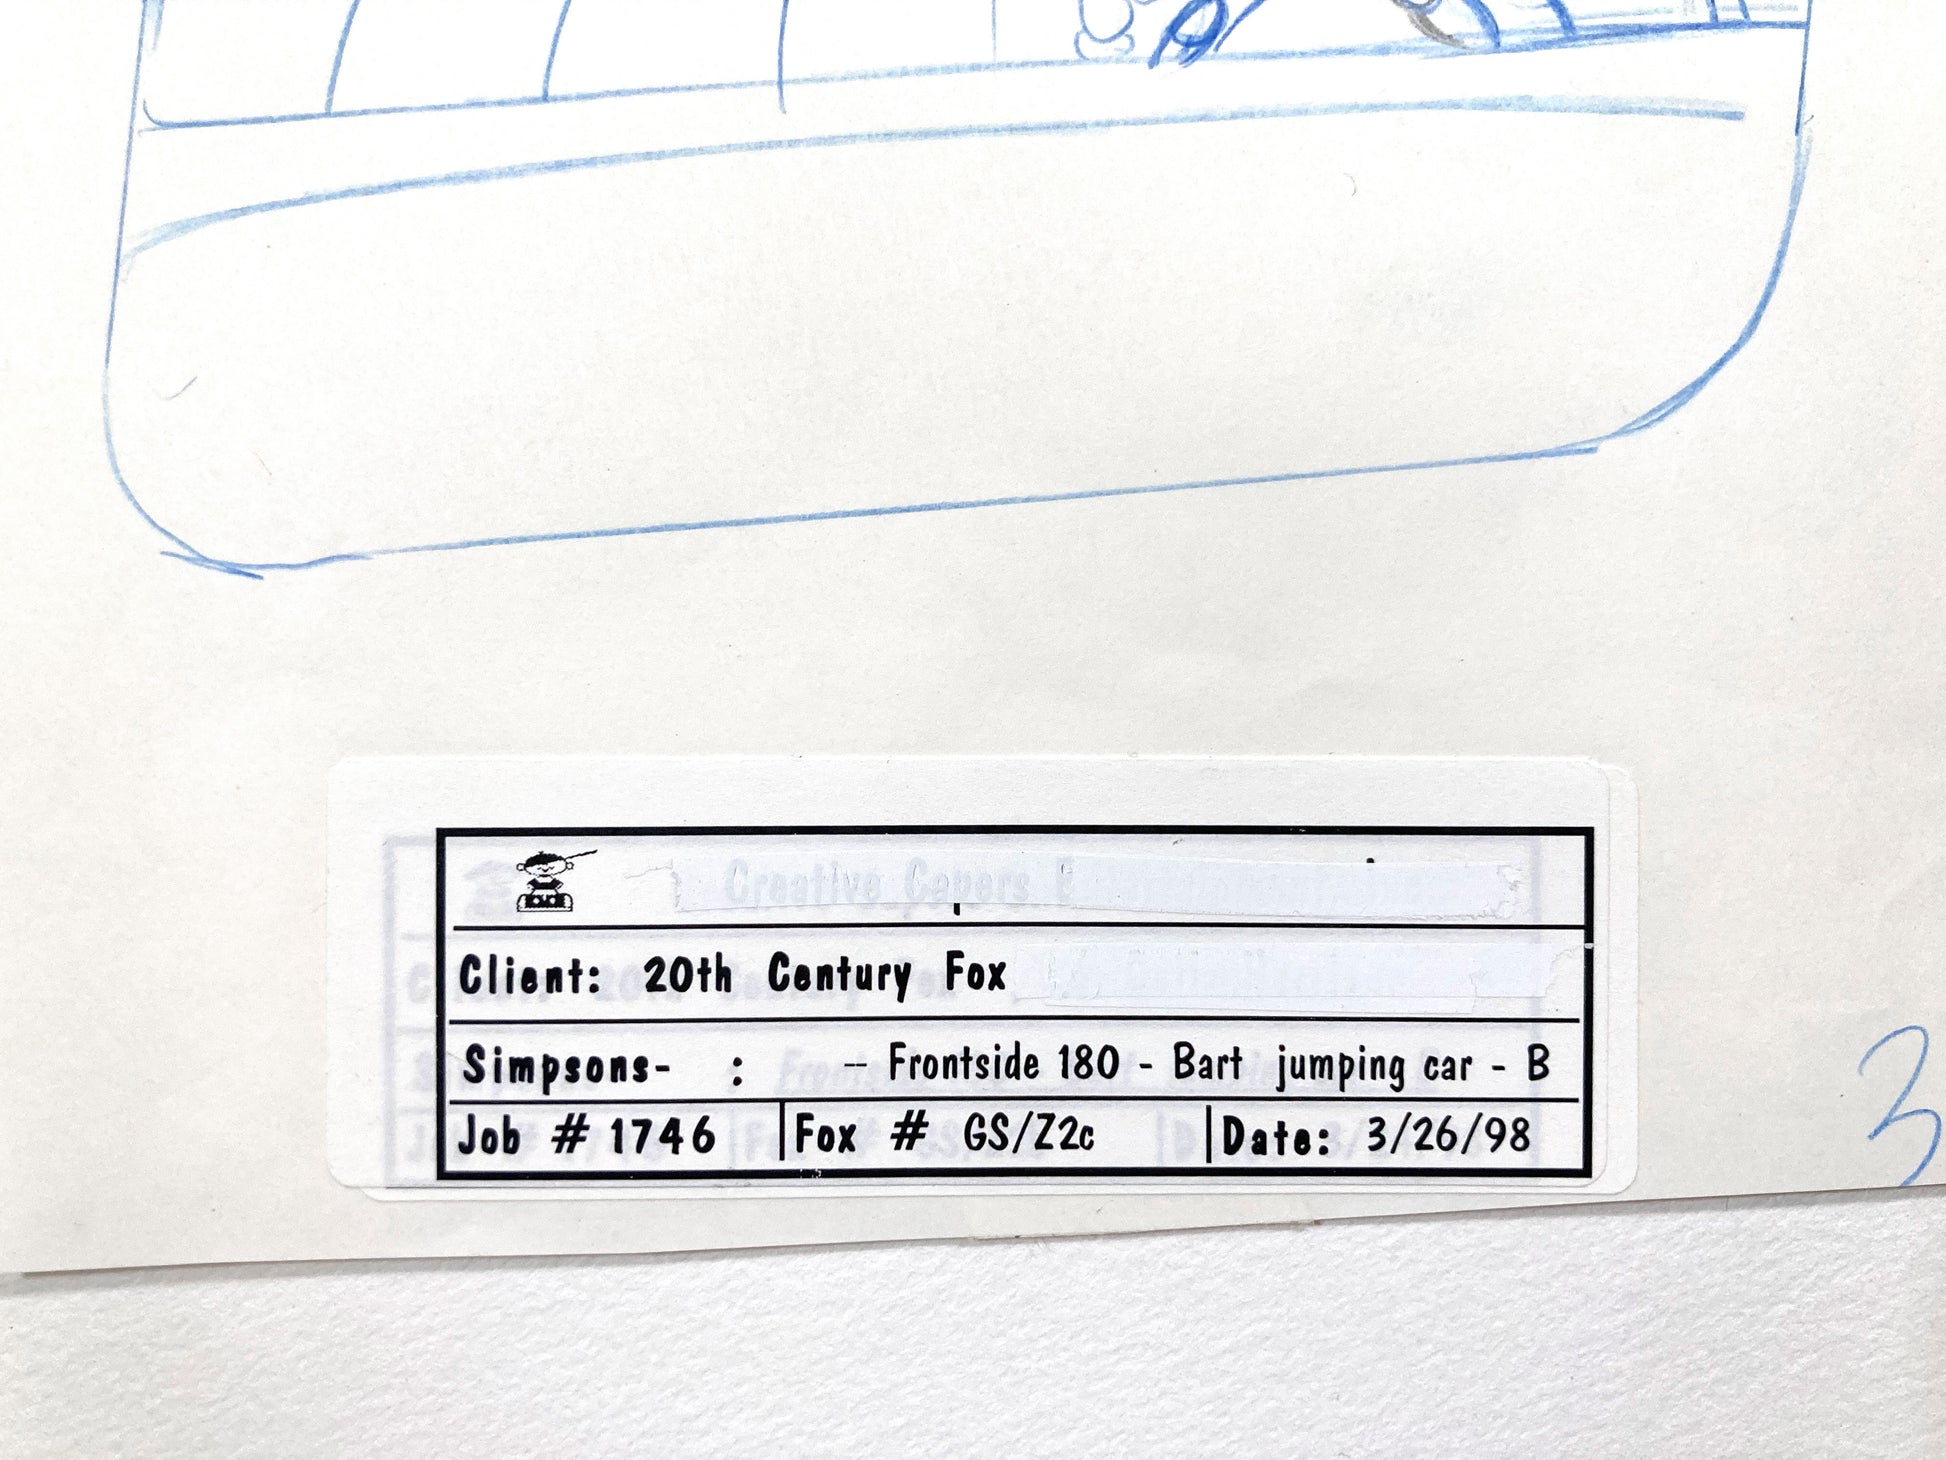 Creative Capers E
Client: 20th Century Fox
Simpsons- : -- Frontside 180 - Bart jumping car - B
Job # 1746 Fox # GS/Z2c Date: 3/26/98
3